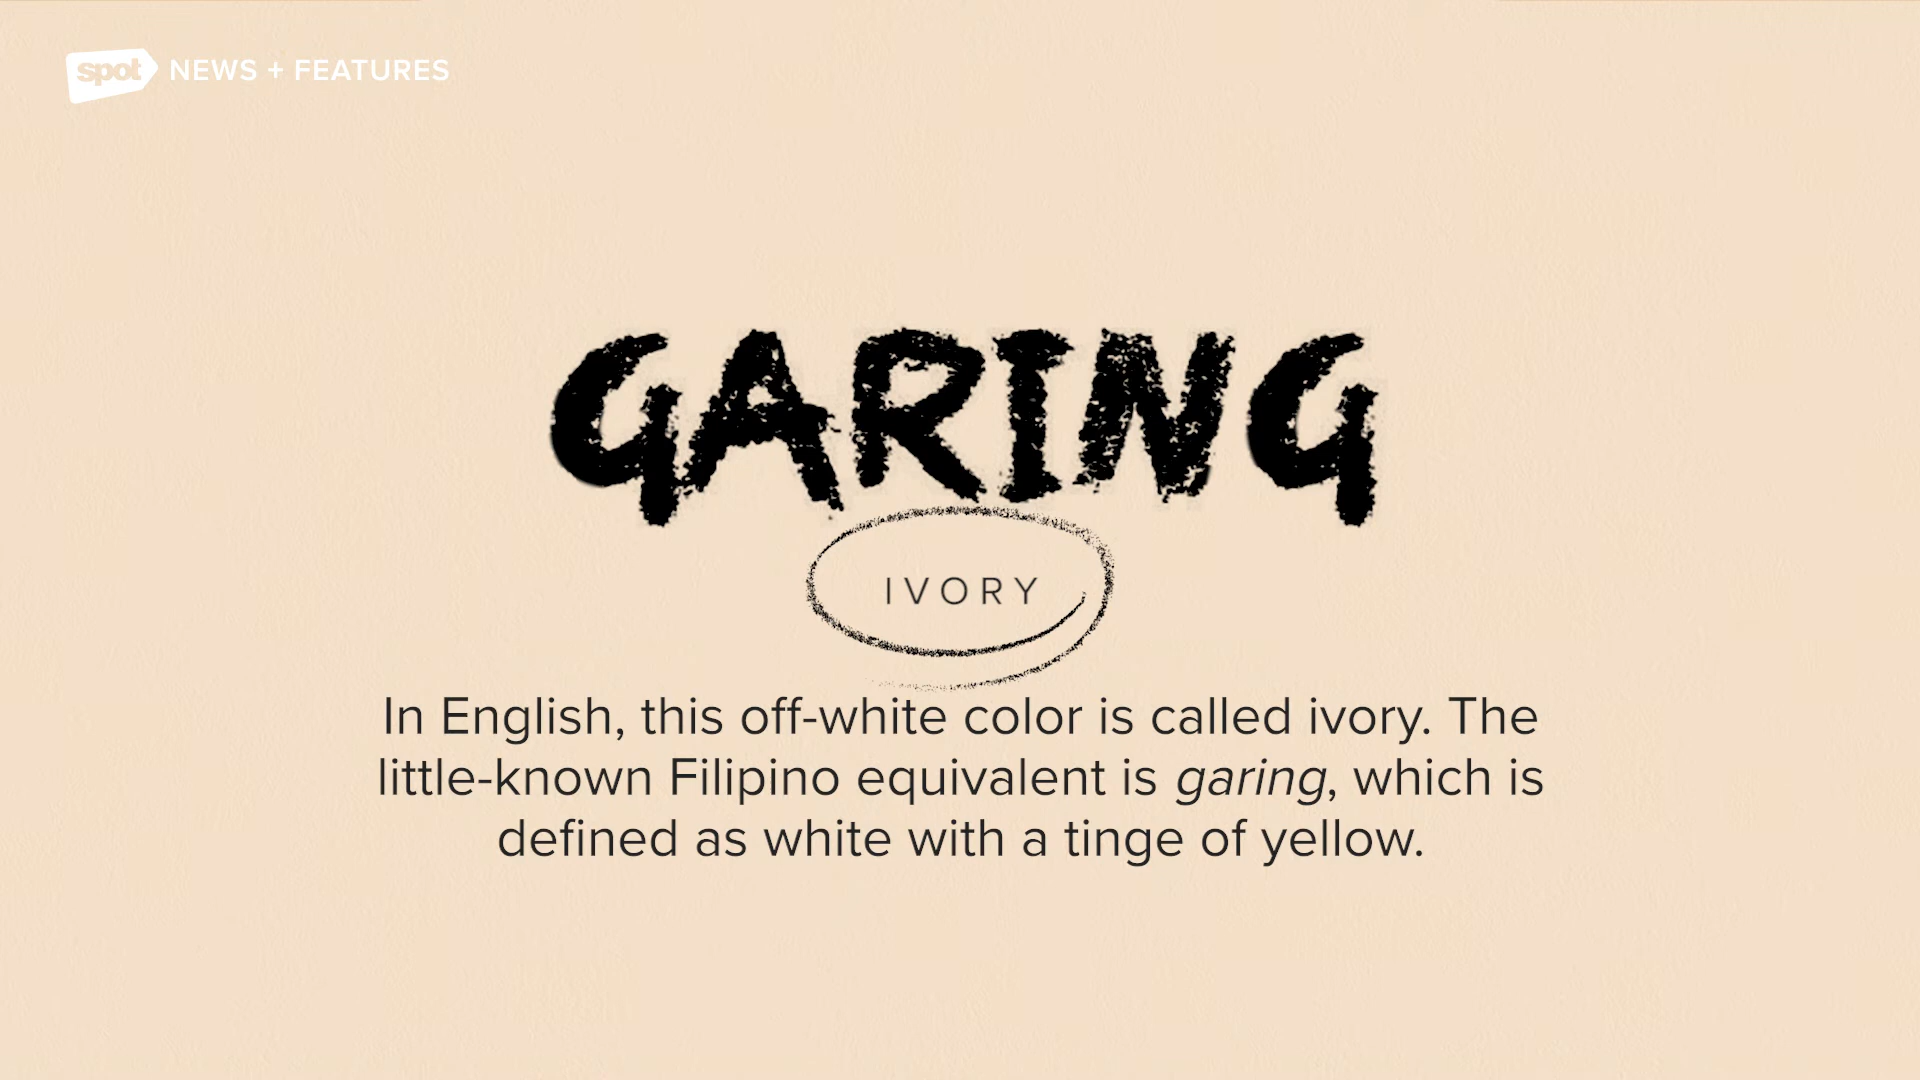 spot NEWS + FEATURES
GARING
IVORY
In English, this off-white color is called ivory. The
little-known Filipino equivalent is garing, which is
defined as white with a tinge of yellow.